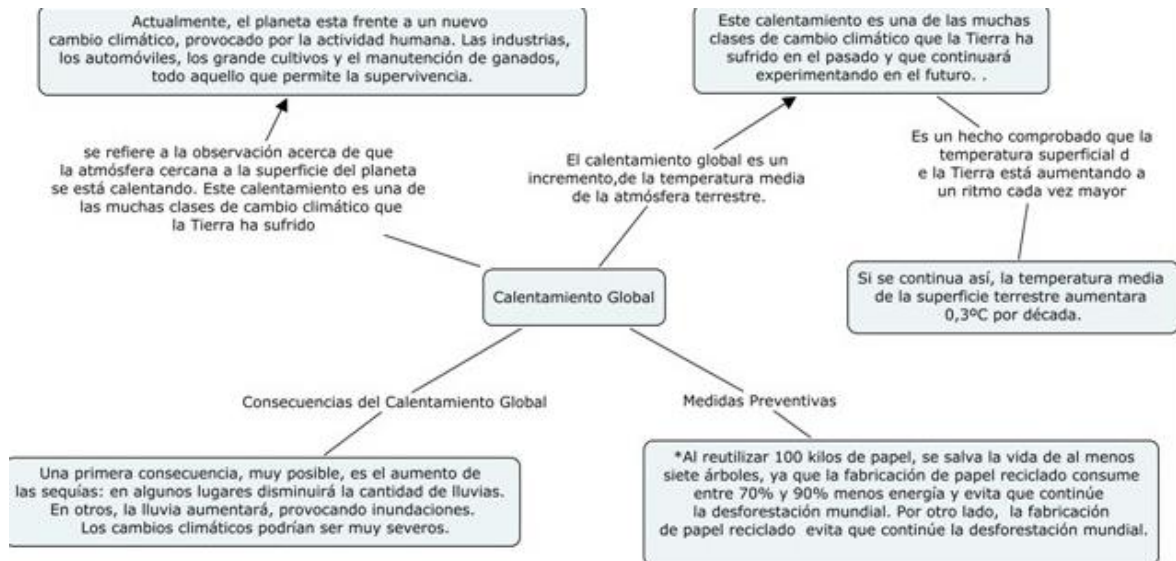 Actualmente, el planeta esta frente a un nuevo
cambio climático, provocado por la actividad humana. Las industrias,
los automóviles, los grande cultivos y el manutención de ganados,
todo aquello que permite la supervivencia.
Este calentamiento es una de las muchas
clases de cambio climático que la Tierra ha
sufrido en el pasado y que continuará
experimentando en el futuro. .
se refiere a la observación acerca de que
la atmósfera cercana a la superficie del planeta
se está calentando. Este calentamiento es una de
las muchas clases de cambio climático que
la Tierra ha sufrido
El calentamiento global es un
incremento,de la temperatura media
de la atmósfera terrestre.
Es un hecho comprobado que la
temperatura superficial d
e la Tierra está aumentando a
un ritmo cada vez mayor
Calentamiento Global
Si se continua así, la temperatura media
de la superficie terrestre aumentara
0,3ºC por década.
Consecuencias del Calentamiento Global
Medidas Preventivas
Una primera consecuencia, muy posible, es el aumento de
las sequías: en algunos lugares disminuirá la cantidad de lluvias.
En otros, la lluvia aumentará, provocando inundaciones.
Los cambios climáticos podrían ser muy severos.
*Al reutilizar 100 kilos de papel, se salva la vida de al menos
siete árboles, ya que la fabricación de papel reciclado consume
entre 70% y 90% menos energía y evita que continúe
la desforestación mundial. Por otro lado, la fabricación
de papel reciclado evita que continúe la desforestación mundial.